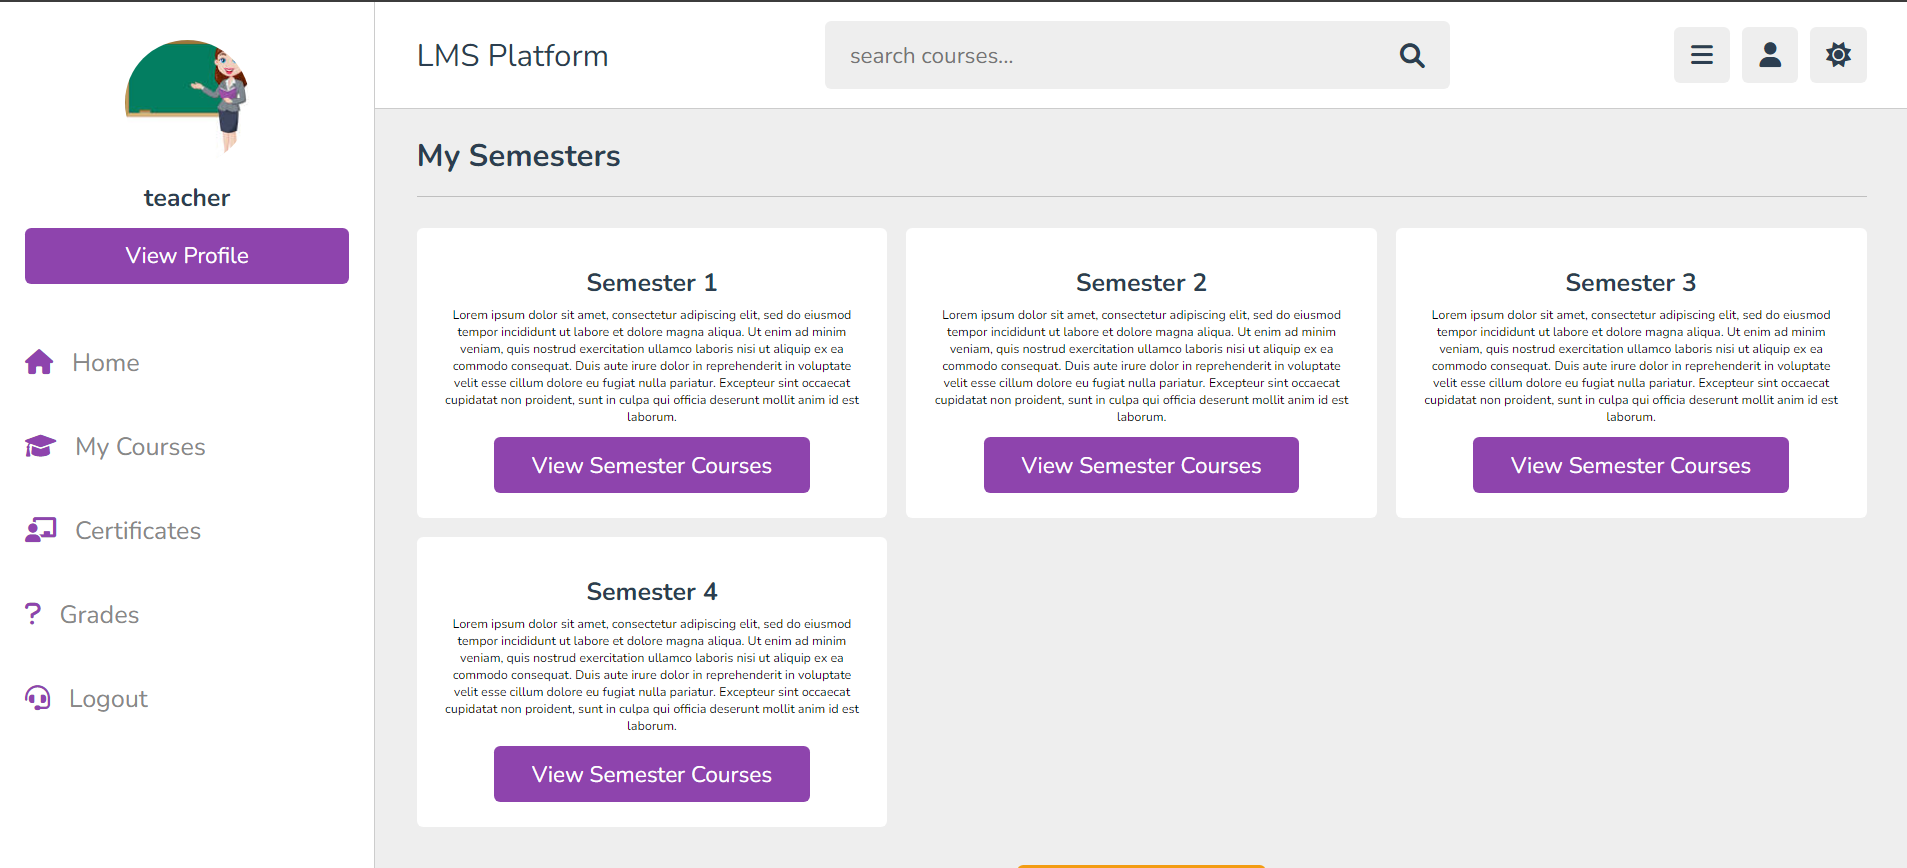 teacher
View Profile
Home
My Courses
Certificates
Grades
Logout
LMS Platform
search courses...
My Semesters
Semester 1
Lorem ipsum dolor sit amet, consectetur adipiscing elit, sed do eiusmod
tempor incididunt ut labore et dolore magna aliqua. Ut enim ad minim
veniam, quis nostrud exercitation ullamco laboris nisi ut aliquip ex ea
commodo consequat. Duis aute irure dolor in reprehenderit in voluptate
velit esse cillum dolore eu fugiat nulla pariatur. Excepteur sint occaecat
cupidatat non proident, sunt in culpa qui officia deserunt mollit anim id est
laborum.
View Semester Courses
Semester 2
Lorem ipsum dolor sit amet, consectetur adipiscing elit, sed do eiusmod
tempor incididunt ut labore et dolore magna aliqua. Ut enim ad minim
veniam, quis nostrud exercitation ullamco laboris nisi ut aliquip ex ea
commodo consequat. Duis aute irure dolor in reprehenderit in voluptate
velit esse cillum dolore eu fugiat nulla pariatur. Excepteur sint occaecat
cupidatat non proident, sunt in culpa qui officia deserunt mollit anim id est
laborum.
View Semester Courses
Semester 3
Lorem ipsum dolor sit amet, consectetur adipiscing elit, sed do eiusmod
tempor incididunt ut labore et dolore magna aliqua. Ut enim ad minim
veniam, quis nostrud exercitation ullamco laboris nisi ut aliquip ex ea
commodo consequat. Duis aute irure dolor in reprehenderit in voluptate
velit esse cillum dolore eu fugiat nulla pariatur. Excepteur sint occaecat
cupidatat non proident, sunt in culpa qui officia deserunt mollit anim id est
laborum.
View Semester Courses
Semester 4
Lorem ipsum dolor sit amet, consectetur adipiscing elit, sed do eiusmod
tempor incididunt ut labore et dolore magna aliqua. Ut enim ad minim
veniam, quis nostrud exercitation ullamco laboris nisi ut aliquip ex ea
commodo consequat. Duis aute irure dolor in reprehenderit in voluptate
velit esse cillum dolore eu fugiat nulla pariatur. Excepteur sint occaecat
cupidatat non proident, sunt in culpa qui officia deserunt mollit anim id est
laborum.
View Semester Courses